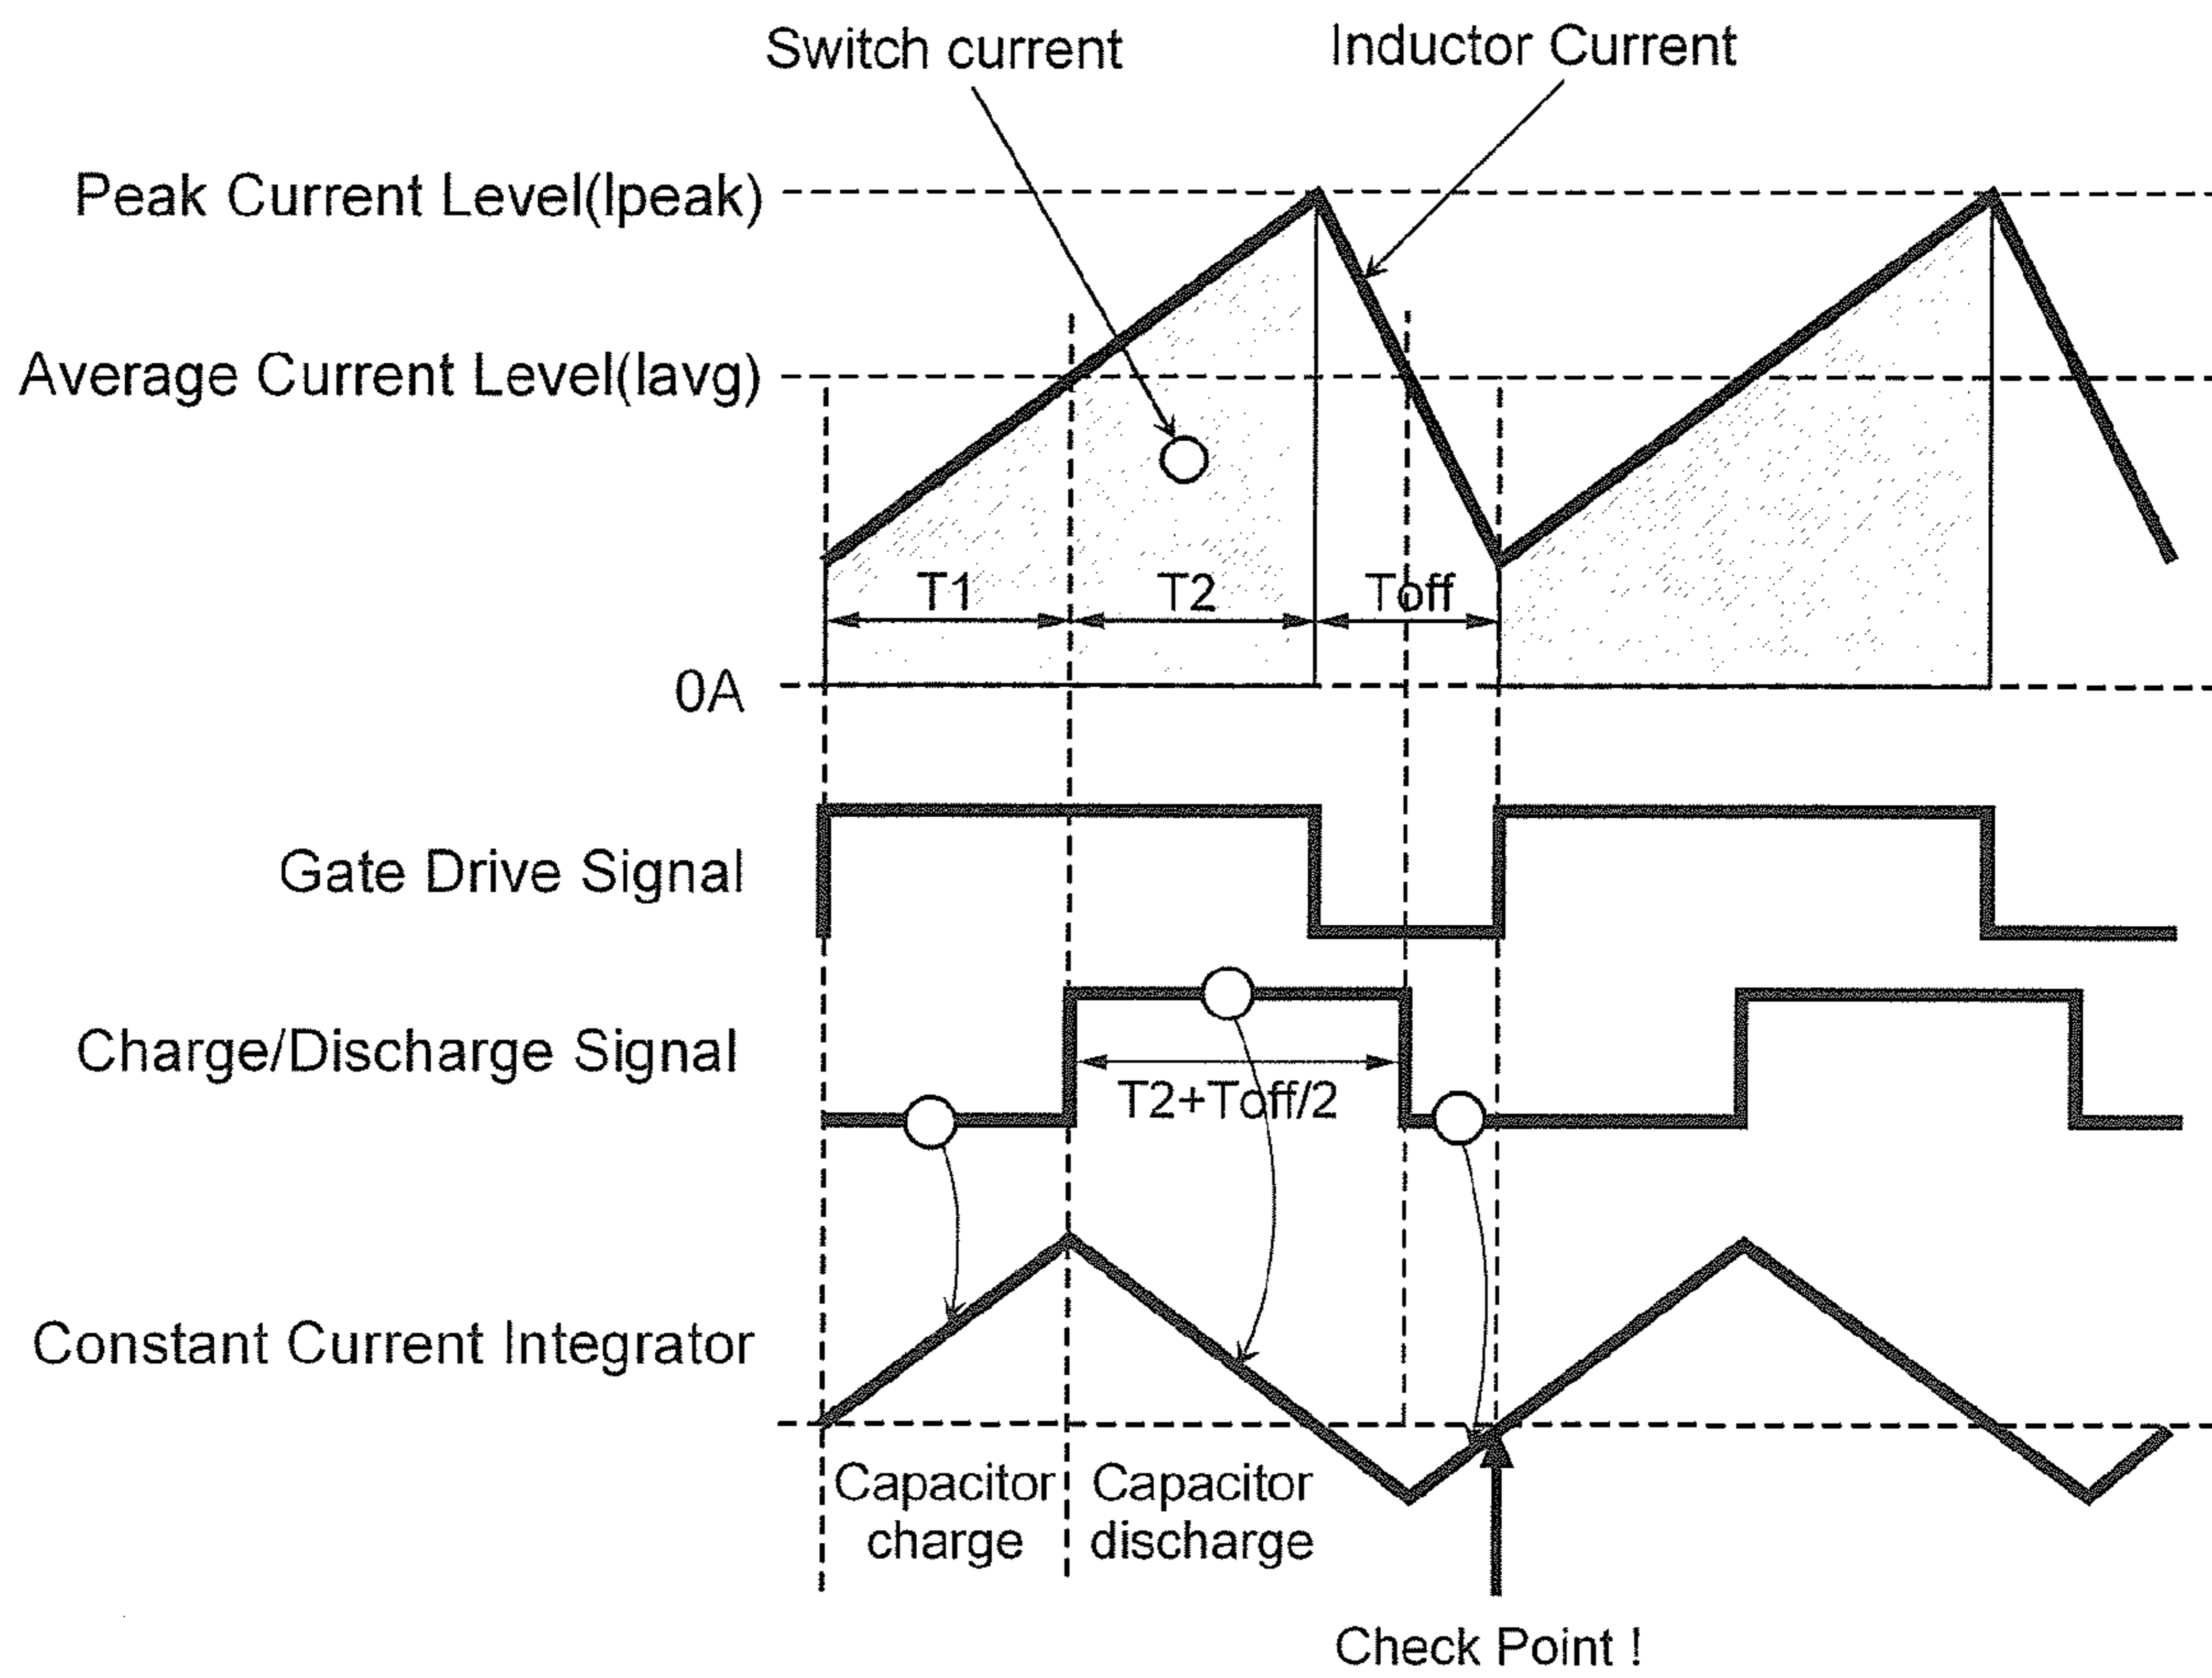 Switch current
Inductor Current
Peak Current Level(Ipeak)
Average Current Level(Iavg)
T1
T2
Toff
0A
Gate Drive Signal
Charge/Discharge Signal
T2+Toff/2
Constant Current Integrator
Capacitor
charge
Capacitor
discharge
Check Point !